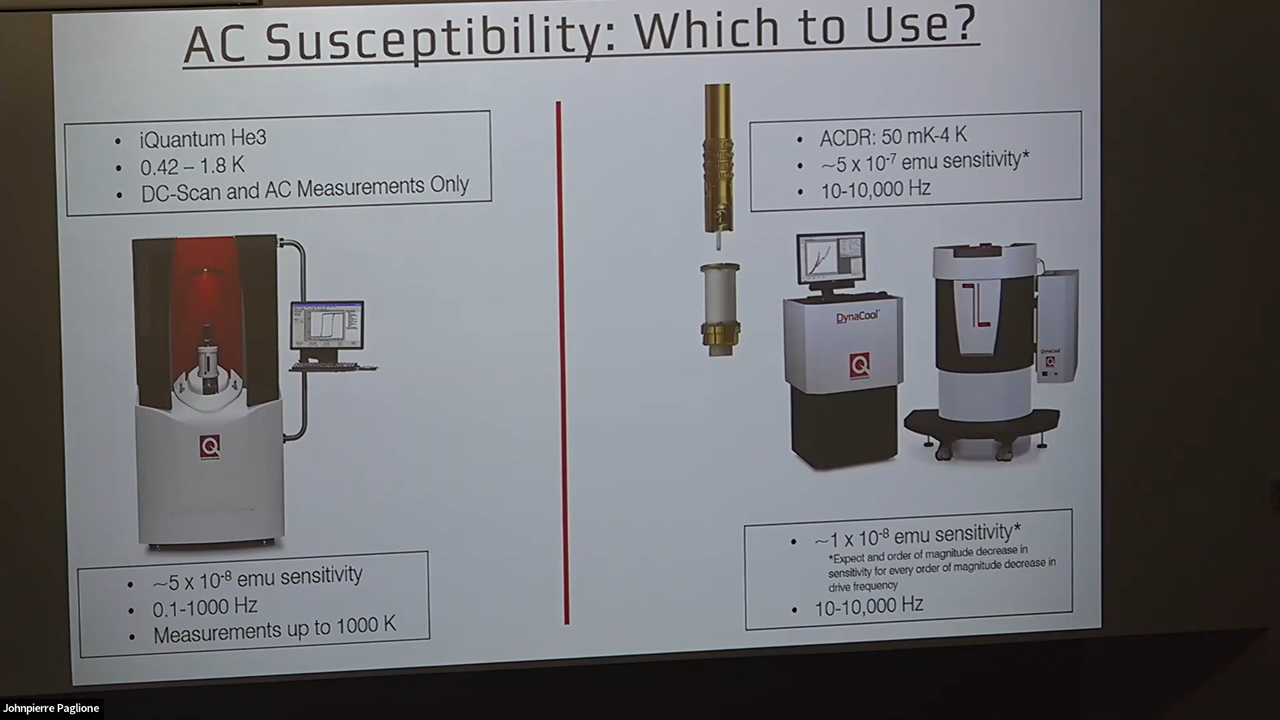 AC Susceptibility: Which to Use?
• iQuantum He3
• 0.42 – 1.8 K
• DC-Scan and AC Measurements Only
• ACDR: 50 mK-4 K
• ~5 x 10⁻⁷ emu sensitivity*
• 10-10,000 Hz
DynaCool
DynaCool
• ~5 x 10⁻⁸ emu sensitivity
• 0.1-1000 Hz
• Measurements up to 1000 K
• ~1 x 10⁻⁸ emu sensitivity*
*Expect and order of magnitude decrease in
sensitivity for every order of magnitude decrease in
drive frequency
• 10-10,000 Hz
Johnpierre Paglione